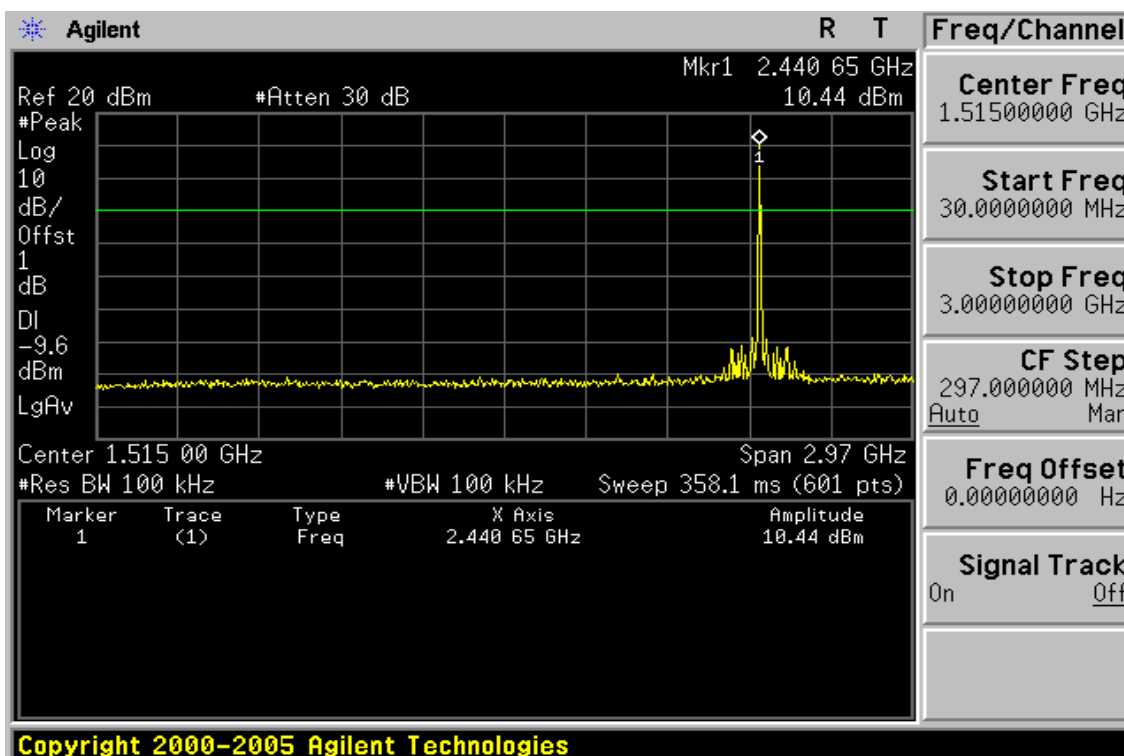 Agilent R T
Mkr1 2.440 65 GHz
Ref 20 dBm #Atten 30 dB 10.44 dBm
#Peak
Log
10
dB/
Offst
1
dB
DI
-9.6
dBm
LgAv
1
Center 1.515 00 GHz Span 2.97 GHz
#Res BW 100 kHz #VBW 100 kHz Sweep 358.1 ms (601 pts)
Marker Trace Type X Axis Amplitude
1 (1) Freq 2.440 65 GHz 10.44 dBm
Copyright 2000-2005 Agilent Technologies
Freq/Channel
Center Freq
1.51500000 GHz
Start Freq
30.0000000 MHz
Stop Freq
3.00000000 GHz
CF Step
297.000000 MHz
Auto Man
Freq Offset
0.00000000 Hz
Signal Track
On Off